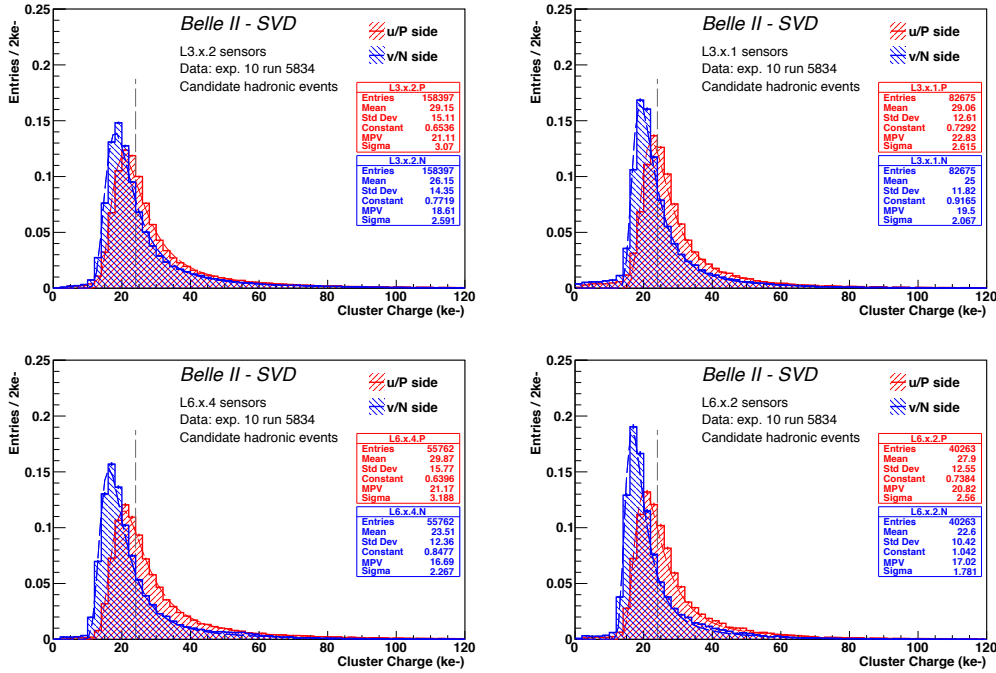 Belle II - SVD
L3.x.2 sensors
Data: exp. 10 run 5834
Candidate hadronic events
u/P side
v/N side
L3.x.2.P
Entries 158397
Mean 29.15
Std Dev 15.11
Constant 0.6536
MPV 21.11
Sigma 3.07
L3.x.2.N
Entries 158397
Mean 26.15
Std Dev 14.35
Constant 0.7719
MPV 18.61
Sigma 2.591
Entries / 2ke-
0.25
0.2
0.15
0.1
0.05
0
0 20 40 60 80 100 120
Cluster Charge (ke-)
Belle II - SVD
L3.x.1 sensors
Data: exp. 10 run 5834
Candidate hadronic events
u/P side
v/N side
L3.x.1.P
Entries 82675
Mean 29.06
Std Dev 12.61
Constant 0.7292
MPV 22.83
Sigma 2.615
L3.x.1.N
Entries 82675
Mean 25
Std Dev 11.82
Constant 0.9165
MPV 19.5
Sigma 2.067
Entries / 2ke-
0.25
0.2
0.15
0.1
0.05
0
0 20 40 60 80 100 120
Cluster Charge (ke-)
Belle II - SVD
L6.x.4 sensors
Data: exp. 10 run 5834
Candidate hadronic events
u/P side
v/N side
L6.x.4.P
Entries 55762
Mean 29.87
Std Dev 15.77
Constant 0.6396
MPV 21.17
Sigma 3.188
L6.x.4.N
Entries 55762
Mean 23.51
Std Dev 12.36
Constant 0.8477
MPV 16.69
Sigma 2.267
Entries / 2ke-
0.25
0.2
0.15
0.1
0.05
0
0 20 40 60 80 100 120
Cluster Charge (ke-)
Belle II - SVD
L6.x.2 sensors
Data: exp. 10 run 5834
Candidate hadronic events
u/P side
v/N side
L6.x.2.P
Entries 40263
Mean 27.9
Std Dev 12.55
Constant 0.7384
MPV 20.82
Sigma 2.56
L6.x.2.N
Entries 40263
Mean 22.6
Std Dev 10.42
Constant 1.042
MPV 17.02
Sigma 1.781
Entries / 2ke-
0.25
0.2
0.15
0.1
0.05
0
0 20 40 60 80 100 120
Cluster Charge (ke-)